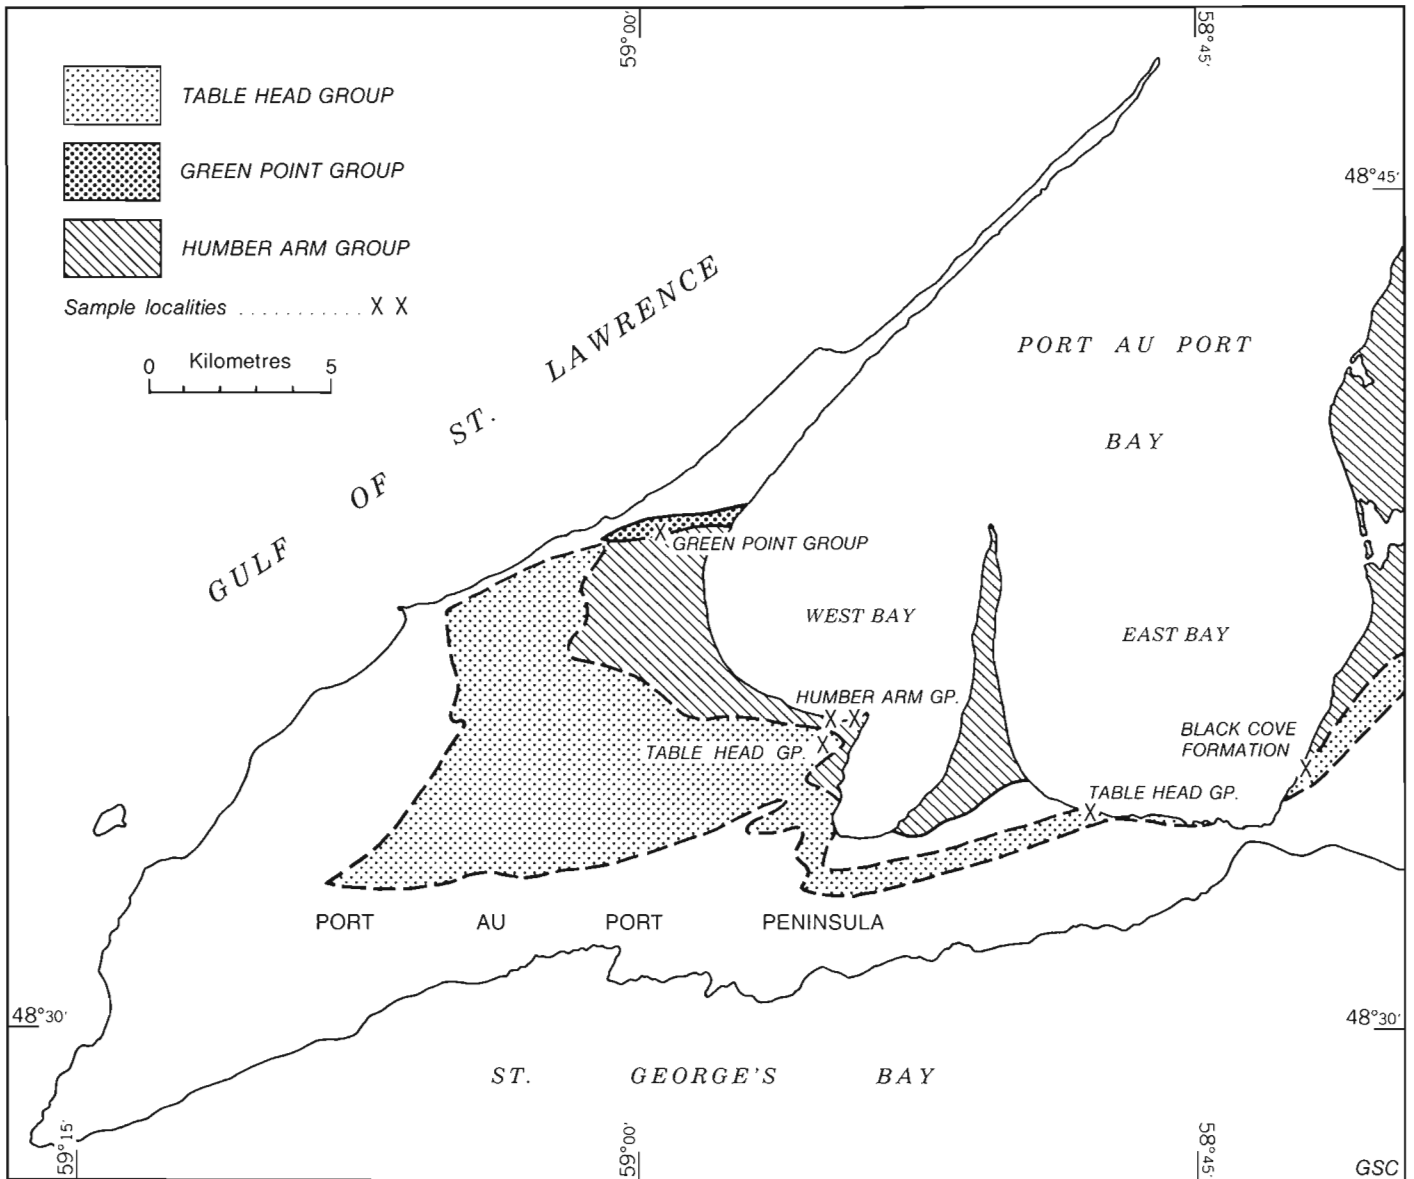 59°00'
58°45'
TABLE HEAD GROUP
GREEN POINT GROUP
48°45'
HUMBER ARM GROUP
Sample localities ........... X X
0 Kilometres 5
GULF OF ST. LAWRENCE
PORT AU PORT
BAY
X
GREEN POINT GROUP
WEST BAY
EAST BAY
HUMBER ARM GP.
X - X
TABLE HEAD GP. X
BLACK COVE
FORMATION
X
TABLE HEAD GP.
X
PORT AU PORT PENINSULA
48°30'
48°30'
ST. GEORGE'S BAY
59°15'
59°00'
58°45'
GSC